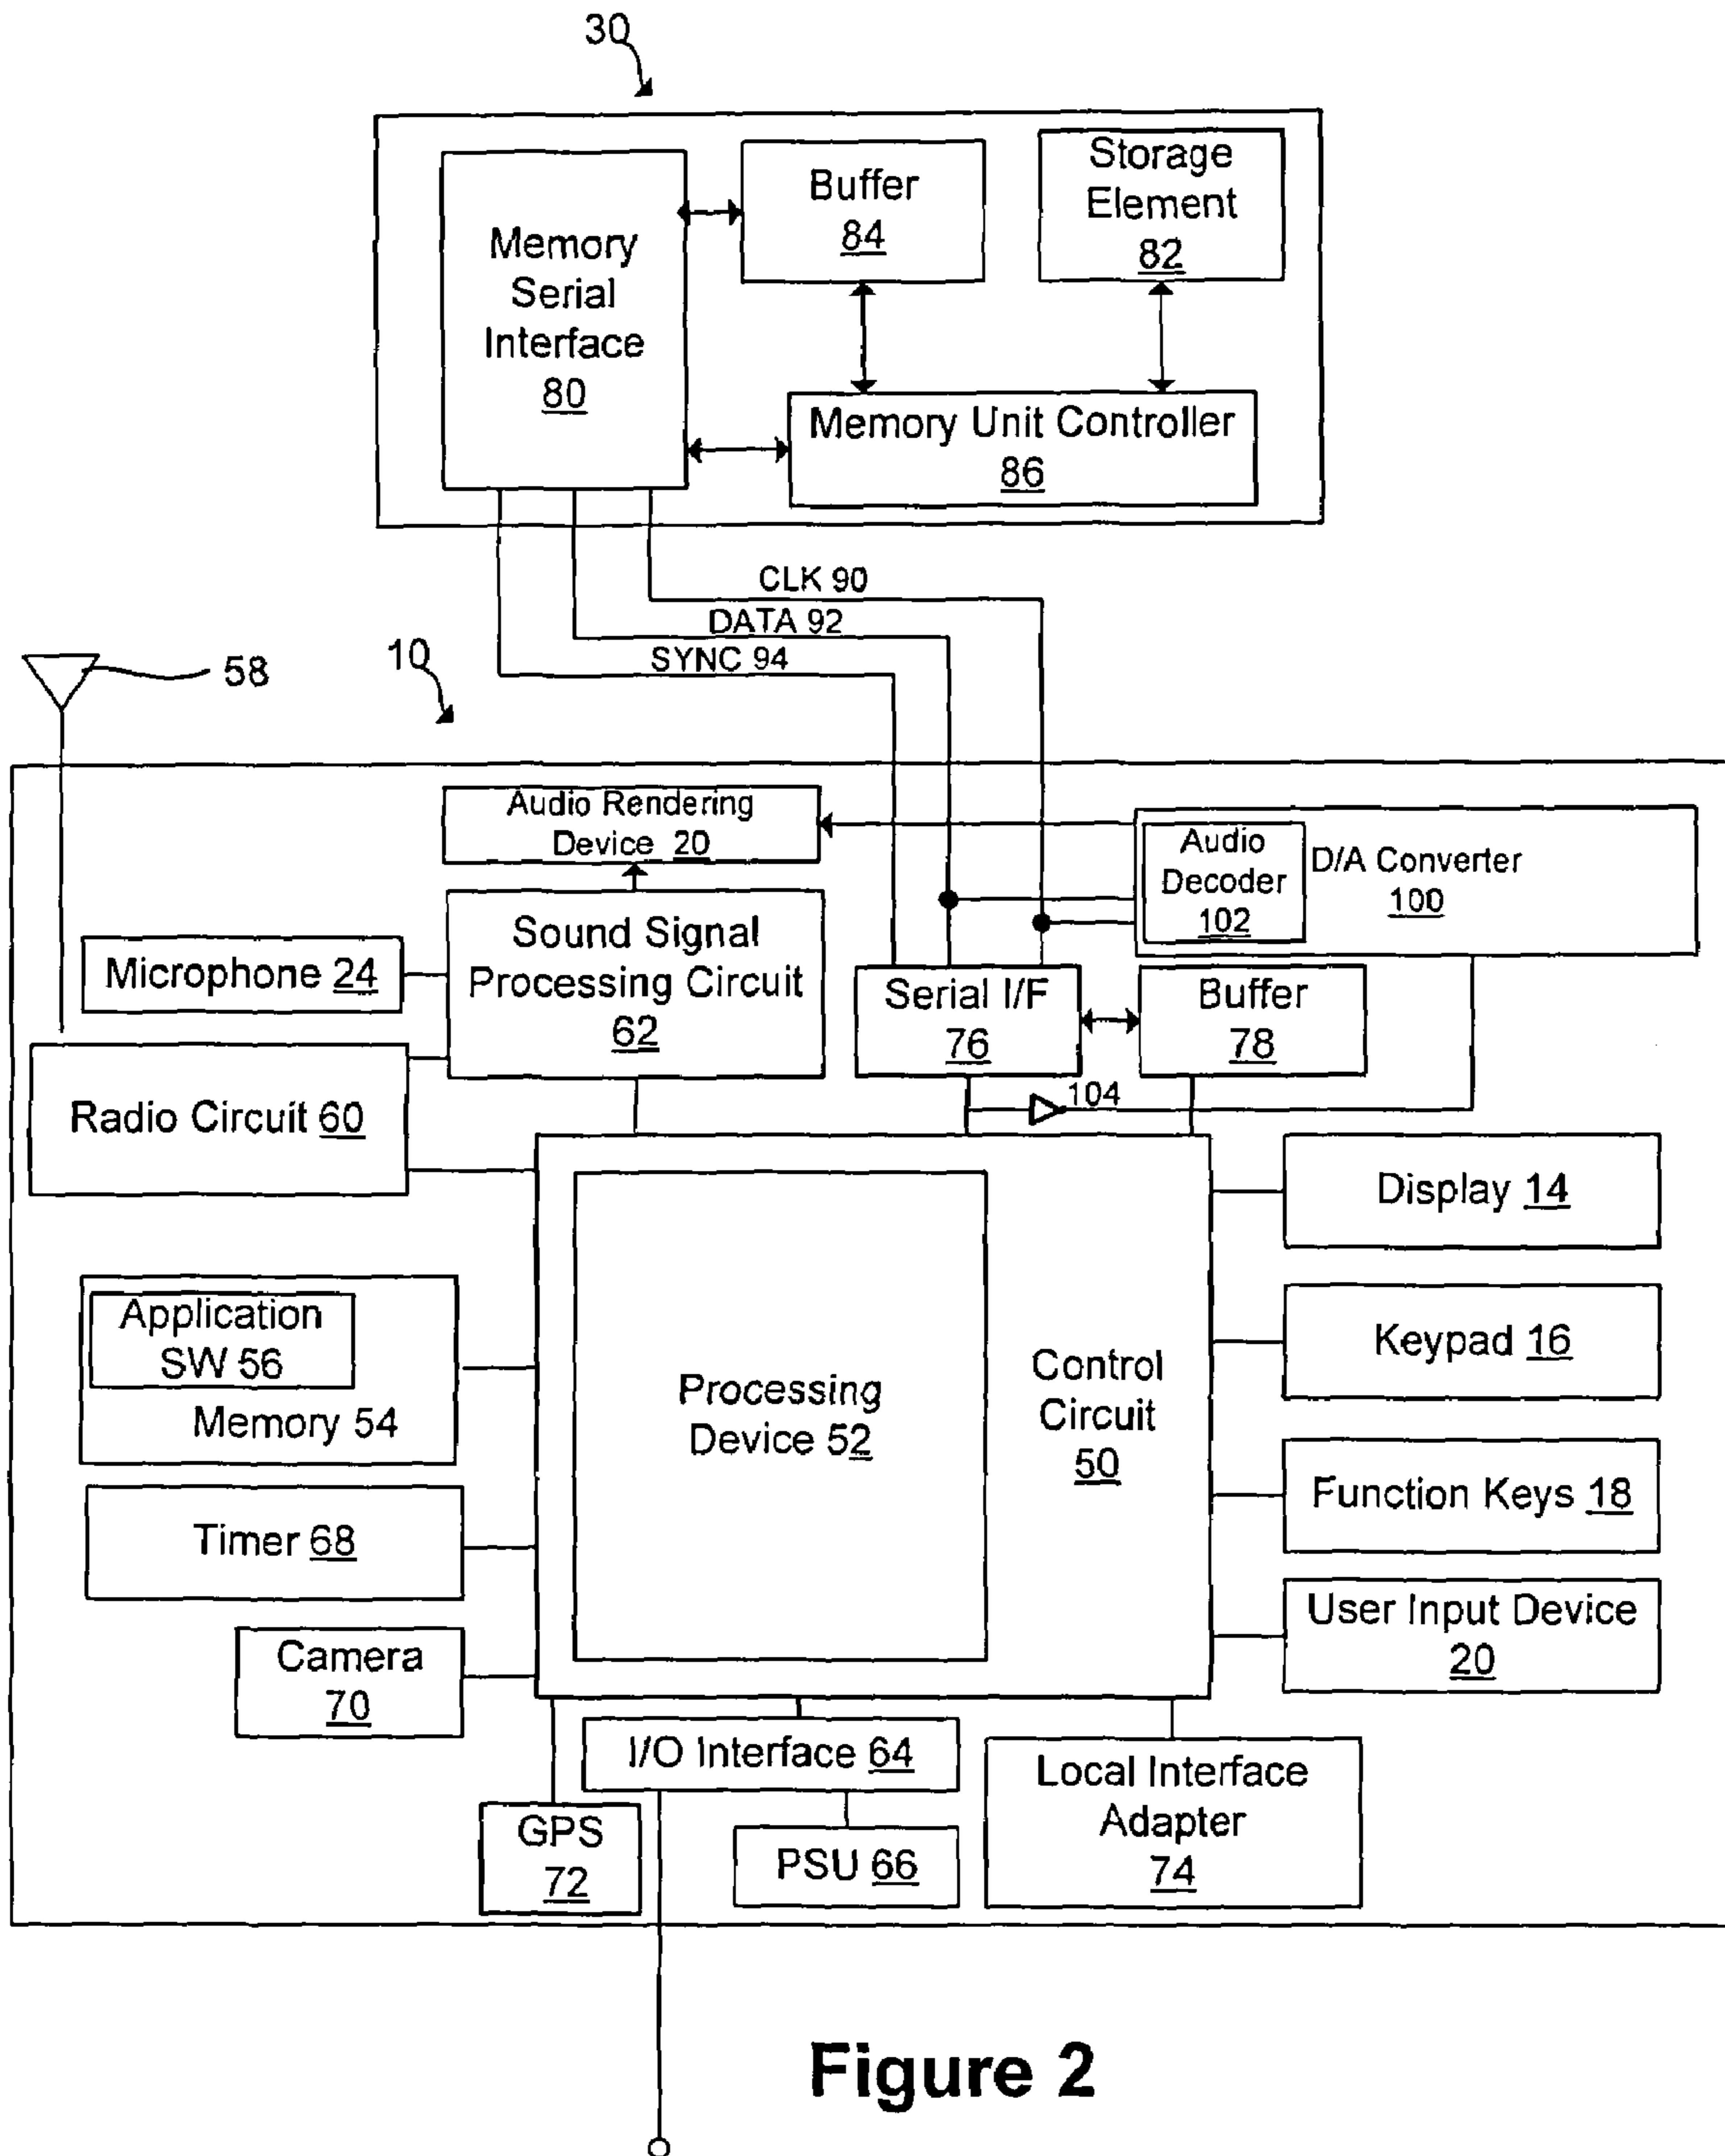 30
Memory
Serial
Interface
80
Buffer
84
Storage
Element
82
Memory Unit Controller
86
CLK 90
DATA 92
SYNC 94
58
10
Audio Rendering
Device 20
Audio
Decoder
102
D/A Converter
100
Microphone 24
Sound Signal
Processing Circuit
62
Serial I/F
76
Buffer
78
104
Radio Circuit 60
Display 14
Application
SW 56
Memory 54
Processing
Device 52
Control
Circuit
50
Keypad 16
Function Keys 18
Timer 68
User Input Device
20
Camera
70
I/O Interface 64
Local Interface
Adapter
74
GPS
72
PSU 66
Figure 2